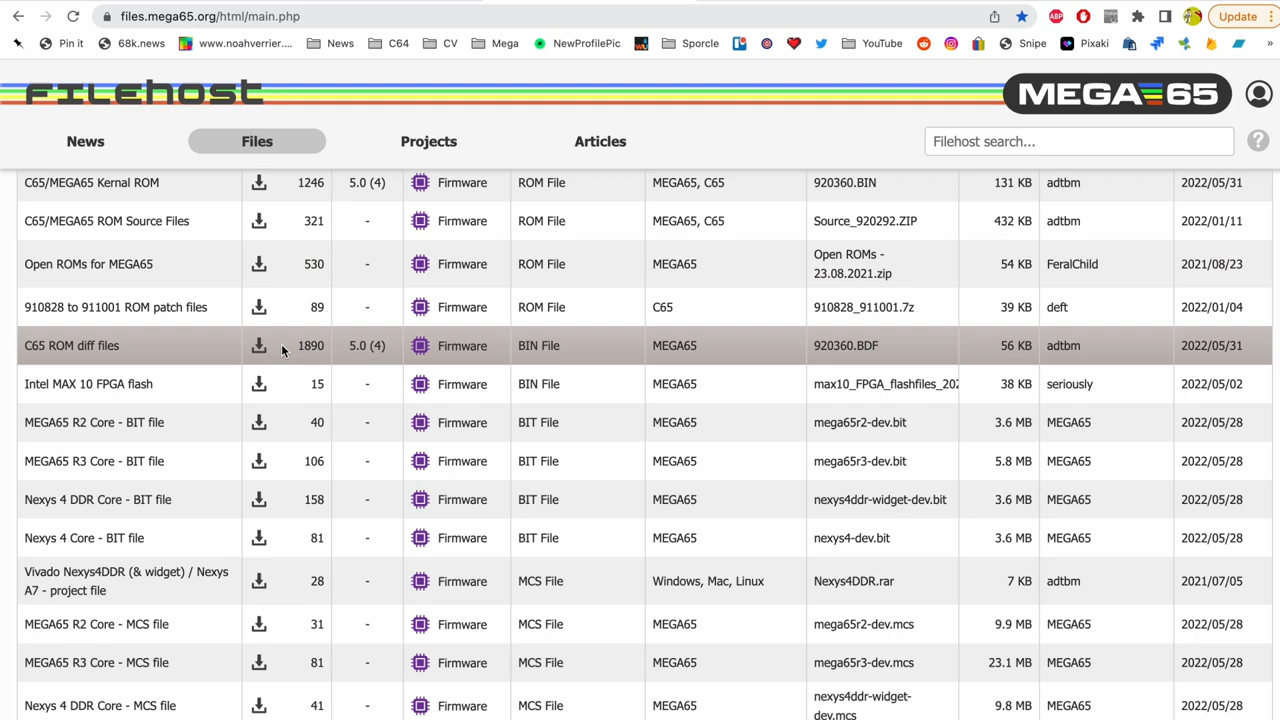 files.mega65.org/html/main.php
ABP
Update
Pin it 68k.news www.noahverrier.... News C64 CV Mega NewProfilePic Sporcle YouTube Snipe Pixaki »
FILEHOST MEGA 65
News Files Projects Articles Filehost search... ?
C65/MEGA65 Kernal ROM 1246 5.0 (4) Firmware ROM File MEGA65, C65 920360.BIN 131 KB adtbm 2022/05/31
C65/MEGA65 ROM Source Files 321 - Firmware ROM File MEGA65, C65 Source_920292.ZIP 432 KB adtbm 2022/01/11
Open ROMs for MEGA65 530 - Firmware ROM File MEGA65 Open ROMs -
23.08.2021.zip 54 KB FeralChild 2021/08/23
910828 to 911001 ROM patch files 89 - Firmware ROM File C65 910828_911001.7z 39 KB deft 2022/01/04
C65 ROM diff files 1890 5.0 (4) Firmware BIN File MEGA65 920360.BDF 56 KB adtbm 2022/05/31
Intel MAX 10 FPGA flash 15 - Firmware BIN File MEGA65 max10_FPGA_flashfiles_202 38 KB seriously 2022/05/02
MEGA65 R2 Core - BIT file 40 - Firmware BIT File MEGA65 mega65r2-dev.bit 3.6 MB MEGA65 2022/05/28
MEGA65 R3 Core - BIT file 106 - Firmware BIT File MEGA65 mega65r3-dev.bit 5.8 MB MEGA65 2022/05/28
Nexys 4 DDR Core - BIT file 158 - Firmware BIT File MEGA65 nexys4ddr-widget-dev.bit 3.6 MB MEGA65 2022/05/28
Nexys 4 Core - BIT file 81 - Firmware BIT File MEGA65 nexys4-dev.bit 3.6 MB MEGA65 2022/05/28
Vivado Nexys4DDR (& widget) / Nexys
A7 - project file 28 - Firmware MCS File Windows, Mac, Linux Nexys4DDR.rar 7 KB adtbm 2021/07/05
MEGA65 R2 Core - MCS file 31 - Firmware MCS File MEGA65 mega65r2-dev.mcs 9.9 MB MEGA65 2022/05/28
MEGA65 R3 Core - MCS file 81 - Firmware MCS File MEGA65 mega65r3-dev.mcs 23.1 MB MEGA65 2022/05/28
Nexys 4 DDR Core - MCS file 41 - Firmware MCS File MEGA65 nexys4ddr-widget-
dev.mcs 9.8 MB MEGA65 2022/05/28